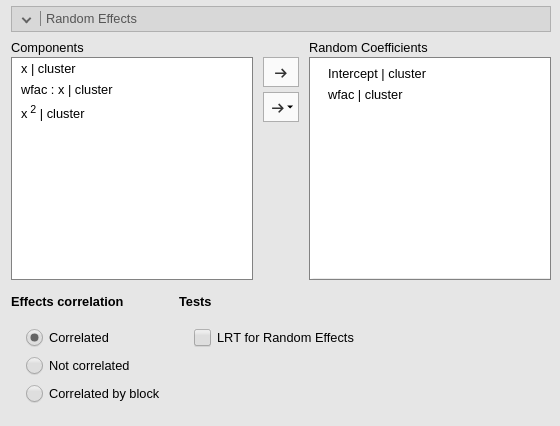 Random Effects
Components
Random Coefficients
x | cluster
wfac : x | cluster
x 2 | cluster
Intercept | cluster
wfac | cluster
Effects correlation
Tests
Correlated
LRT for Random Effects
Not correlated
Correlated by block